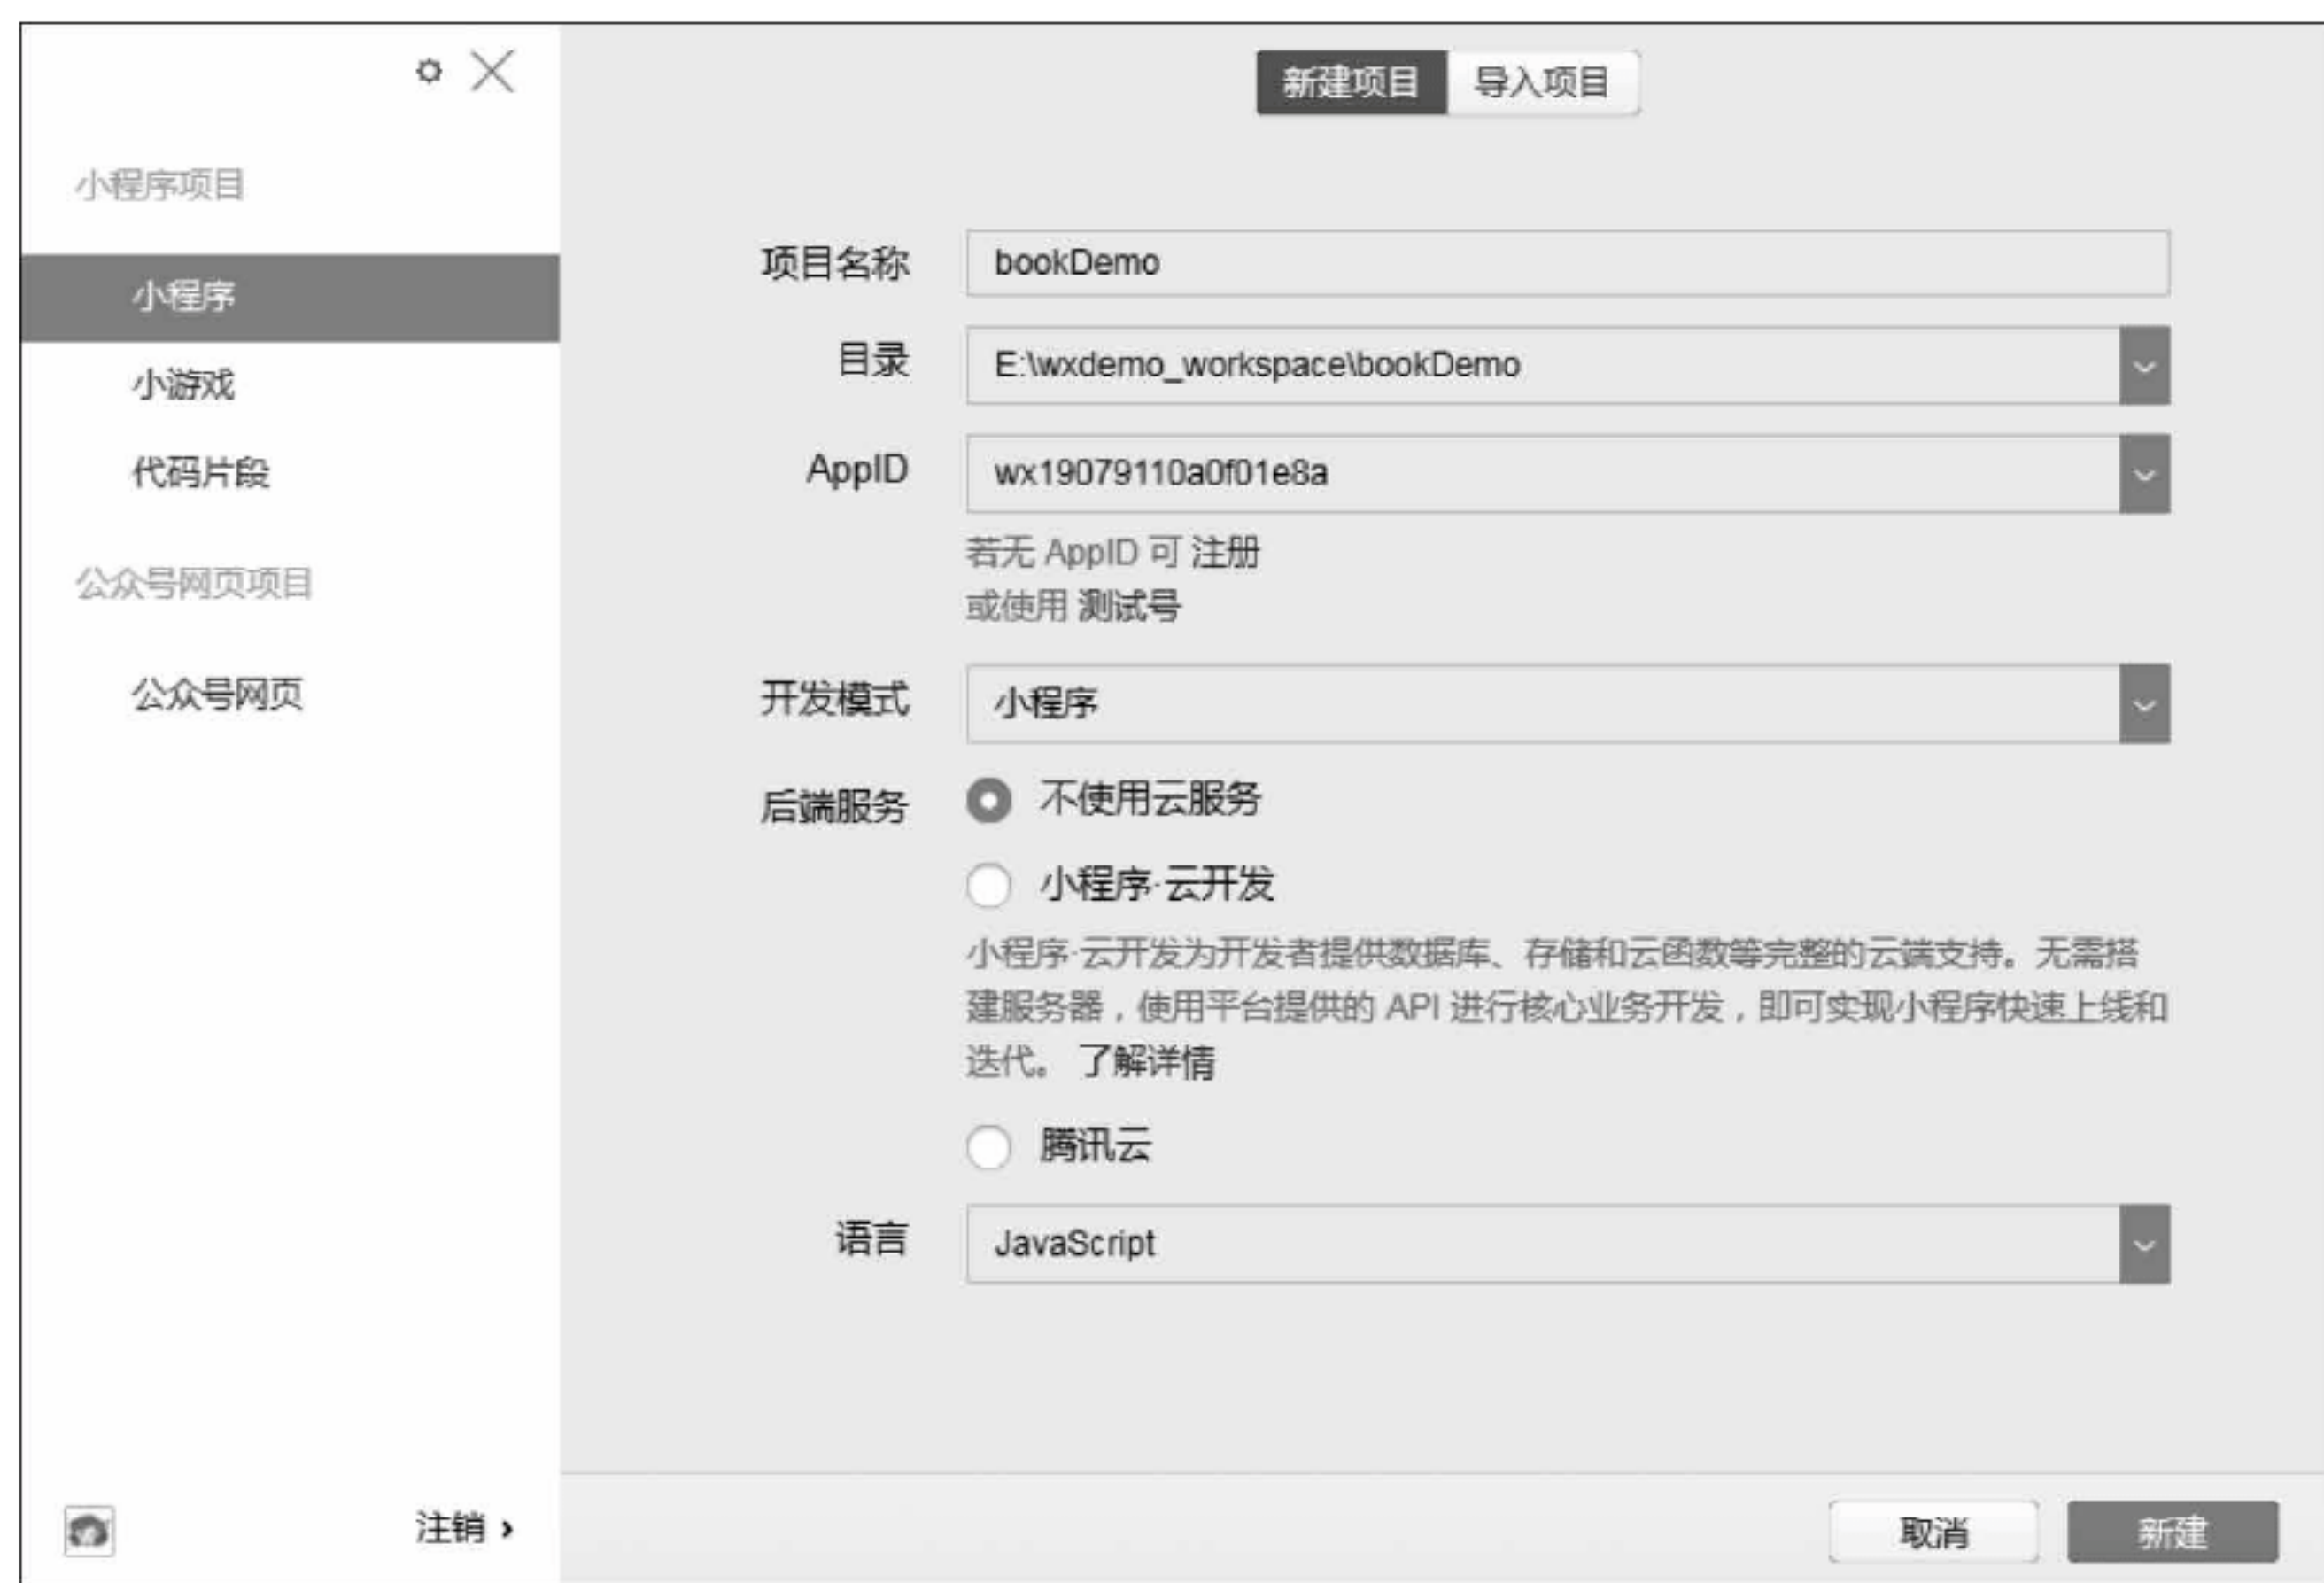 小程序项目
小程序
小游戏
代码片段
公众号网页项目
公众号网页
注销 ›
新建项目 导入项目
项目名称 bookDemo
目录 E:\wxdemo_workspace\bookDemo
AppID wx19079110a0f01e8a
若无 AppID 可 注册
或使用 测试号
开发模式 小程序
后端服务 不使用云服务
小程序·云开发
小程序·云开发为开发者提供数据库、存储和云函数等完整的云端支持。无需搭
建服务器，使用平台提供的 API 进行核心业务开发，即可实现小程序快速上线和
迭代。 了解详情
腾讯云
语言 JavaScript
取消 新建